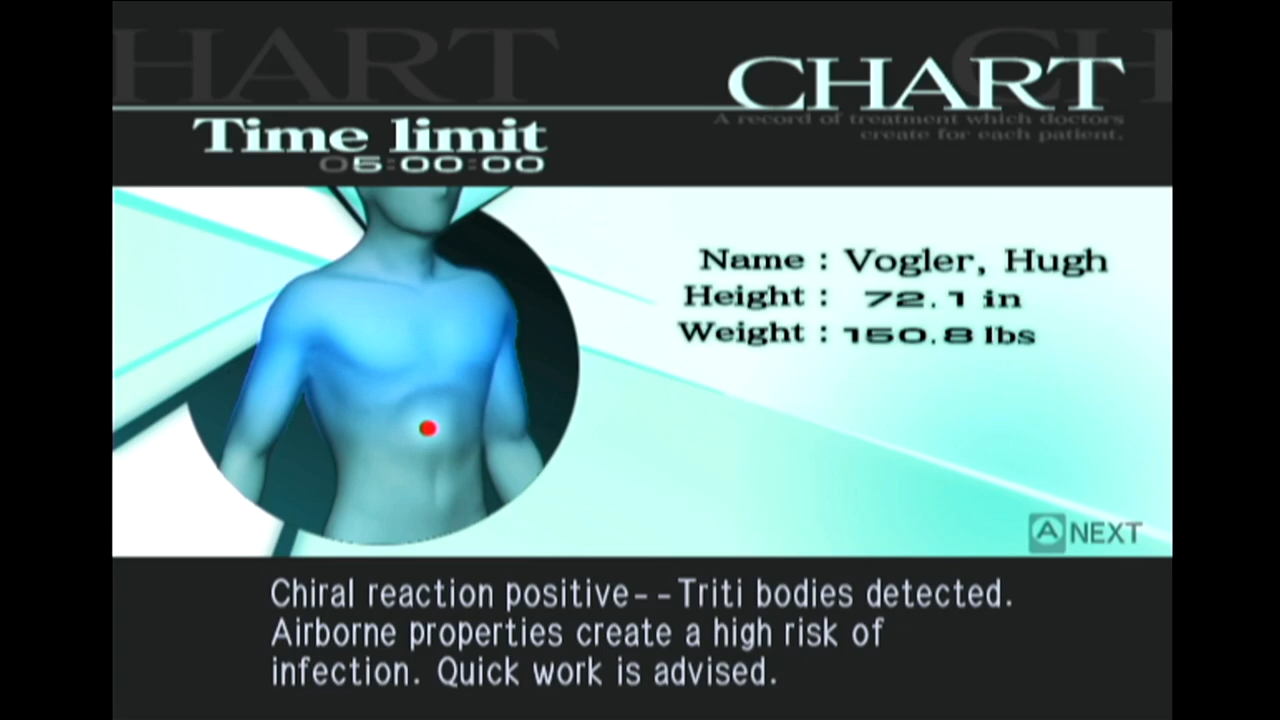 HART
CH
CHART
A record of treatment which doctors
create for each patient.
Time limit
05:00:00
Name : Vogler, Hugh
Height : 72.1 in
Weight : 150.8 lbs
A NEXT
Chiral reaction positive--Triti bodies detected.
Airborne properties create a high risk of
infection. Quick work is advised.